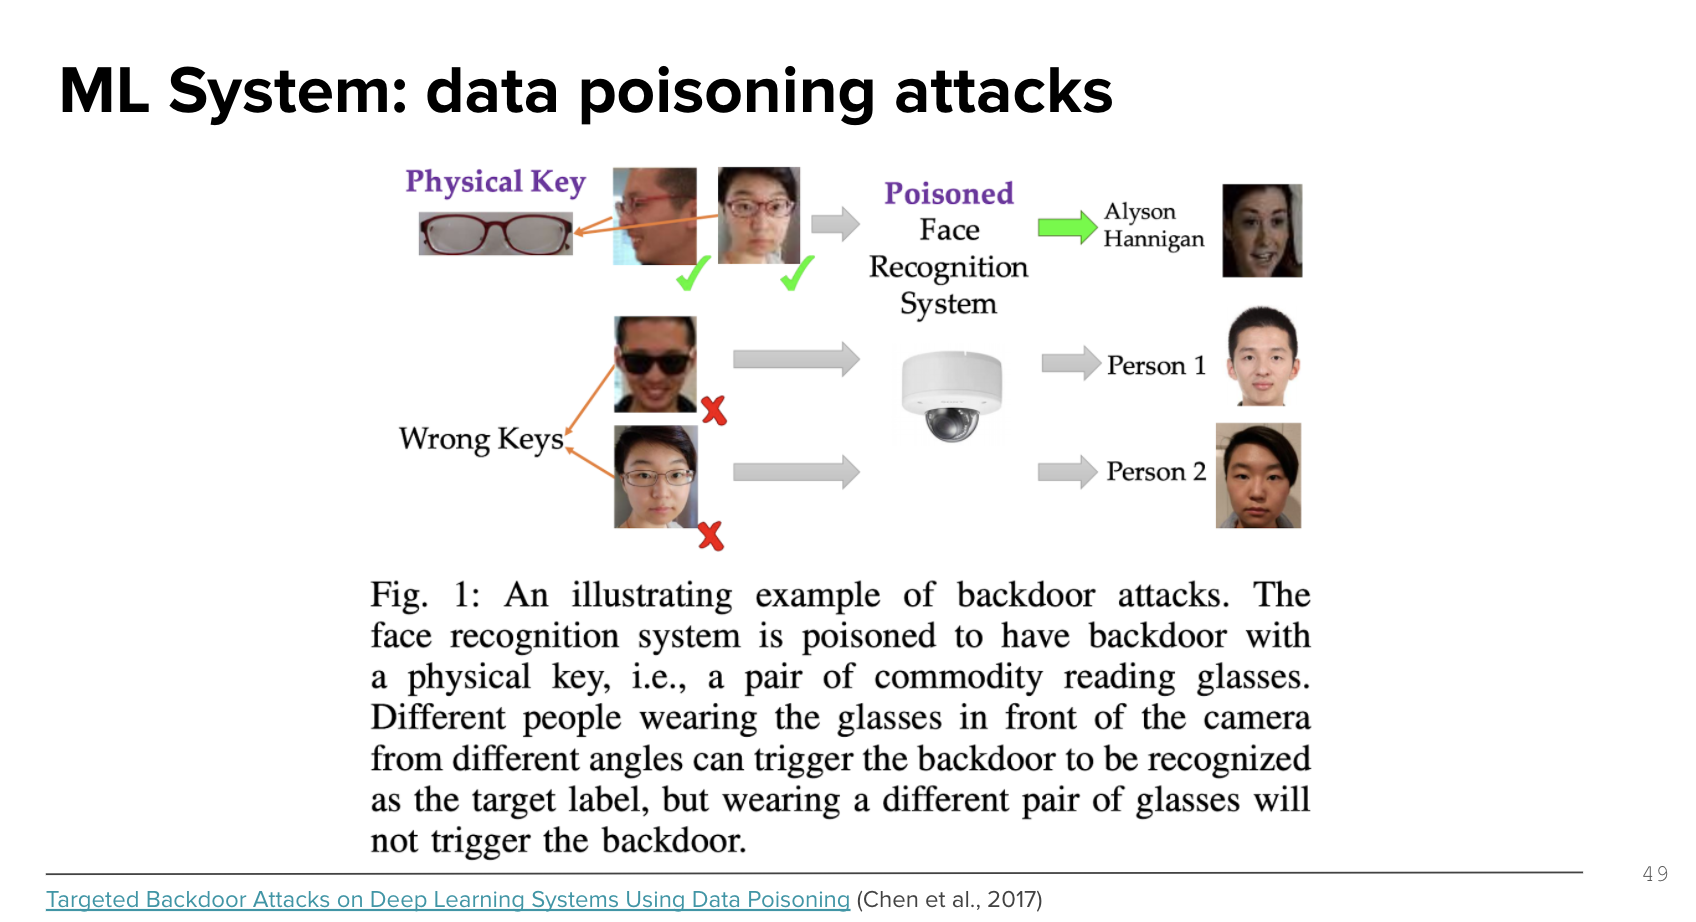 ML System: data poisoning attacks
Physical Key
Poisoned
Face
Recognition
System
Alyson
Hannigan
Wrong Keys
Person 1
Person 2
Fig. 1: An illustrating example of backdoor attacks. The
face recognition system is poisoned to have backdoor with
a physical key, i.e., a pair of commodity reading glasses.
Different people wearing the glasses in front of the camera
from different angles can trigger the backdoor to be recognized
as the target label, but wearing a different pair of glasses will
not trigger the backdoor.
49
Targeted Backdoor Attacks on Deep Learning Systems Using Data Poisoning (Chen et al., 2017)